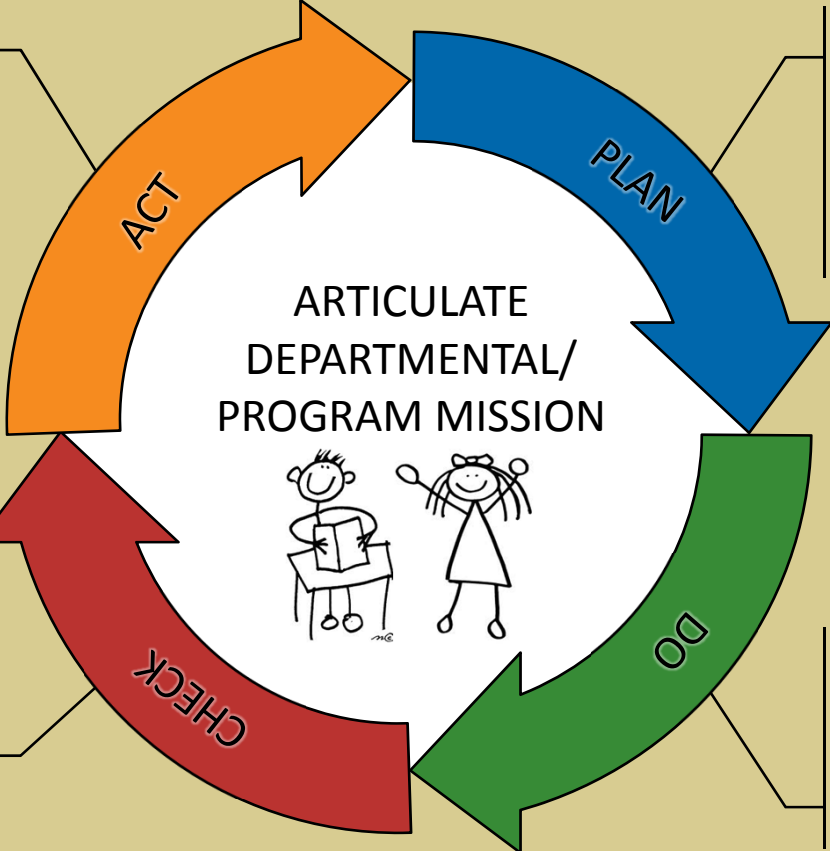 ACT
PLAN
ARTICULATE
DEPARTMENTAL/
PROGRAM MISSION
DO
CHECK